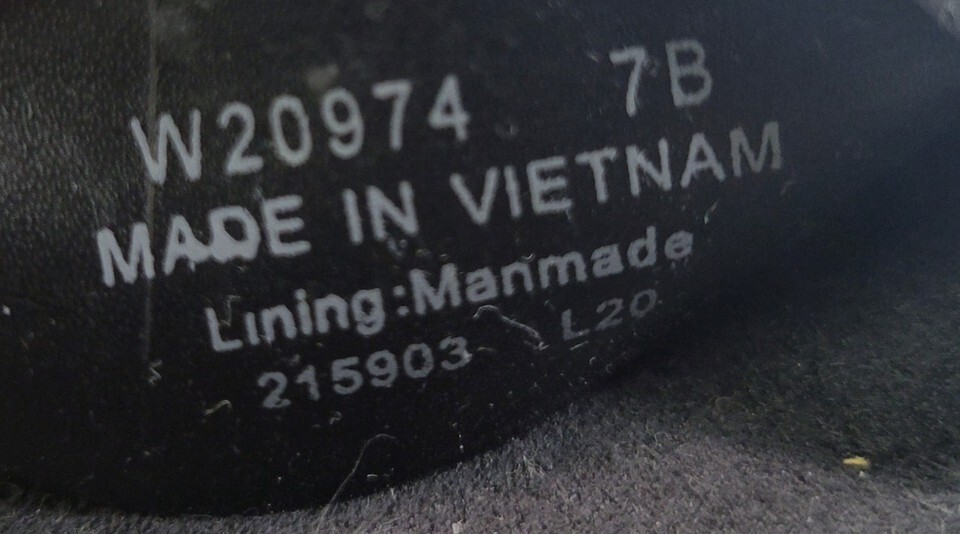 W20974 7B
MADE IN VIETNAM
Lining:Manmade
215903 L20